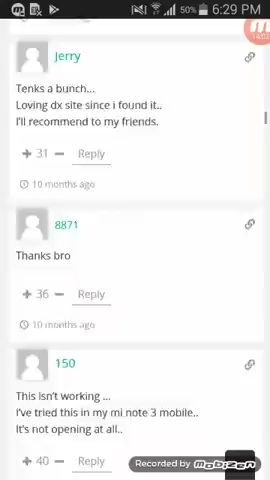 50% 6:29 PM
Jerry
Tenks a bunch...
Loving dx site since i found it..
I'll recommend to my friends.
+ 31 − Reply
10 months ago
8871
Thanks bro
+ 36 − Reply
10 months ago
150
This isn't working ...
I've tried this in my mi note 3 mobile..
It's not opening at all..
+ 40 − Reply
Recorded by mobizen